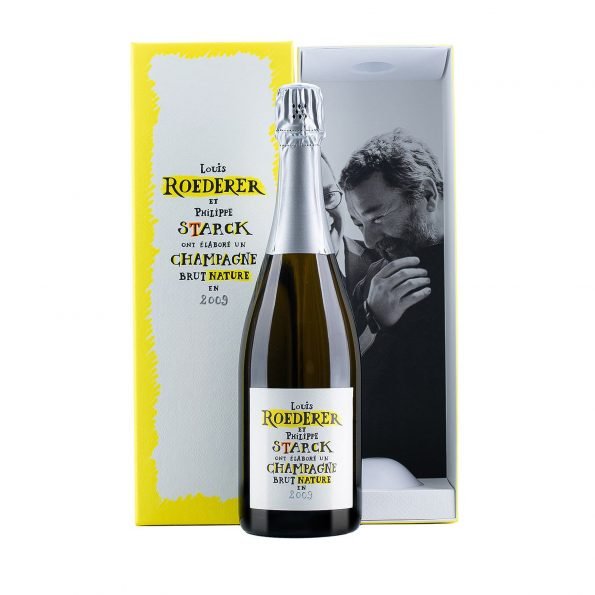 Louis
ROEDERER
ET
PHILIPPE
STARCK
ONT ÉLABORÉ UN
CHAMPAGNE
BRUT NATURE
EN
2009
Louis
ROEDERER
ET
PHILIPPE
STARCK
ONT ÉLABORÉ UN
CHAMPAGNE
BRUT NATURE
EN
2009